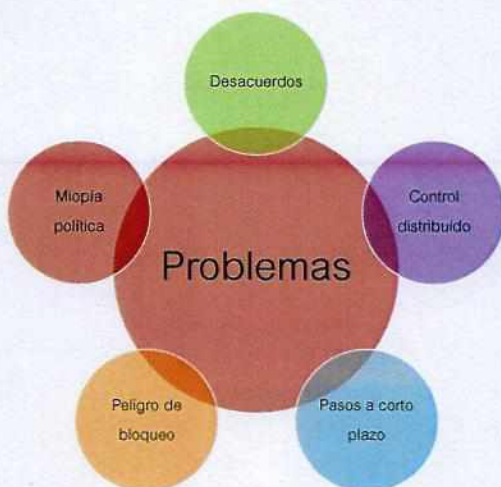 Desacuerdos
Miopía
política
Control
distribuido
Problemas
Peligro de
bloqueo
Pasos a corto
plazo